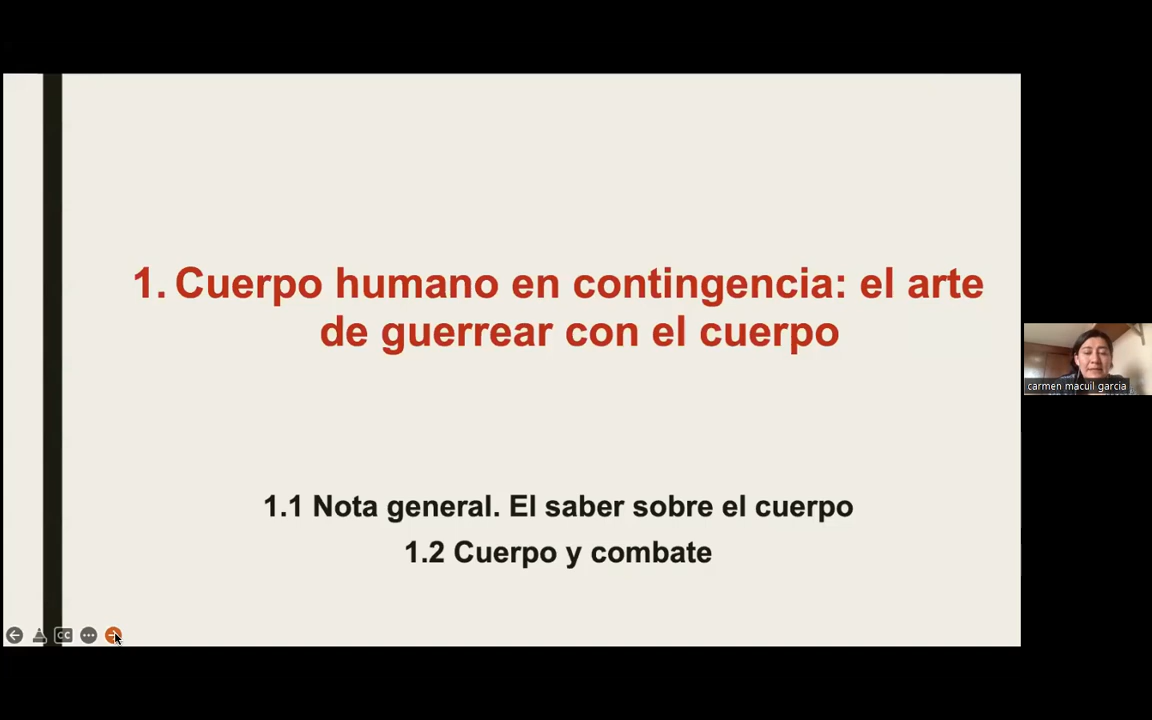 1. Cuerpo humano en contingencia: el arte
de guerrear con el cuerpo
carmen macuil garcia
1.1 Nota general. El saber sobre el cuerpo
1.2 Cuerpo y combate
CC